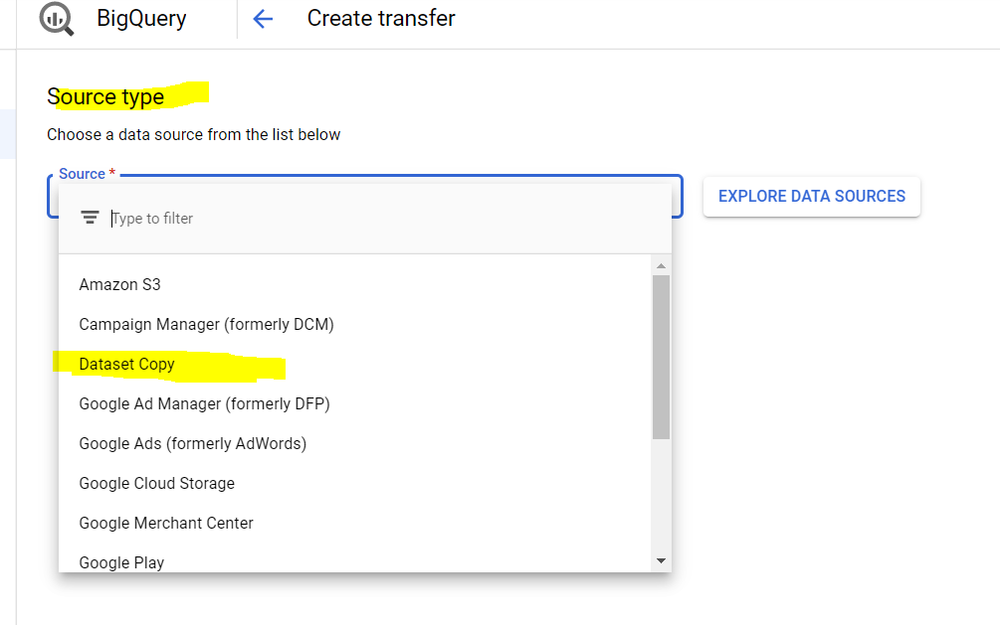 BigQuery
Create transfer
Source type
Choose a data source from the list below
Source *
EXPLORE DATA SOURCES
Type to filter
Amazon S3
Campaign Manager (formerly DCM)
Dataset Copy
Google Ad Manager (formerly DFP)
Google Ads (formerly AdWords)
Google Cloud Storage
Google Merchant Center
Google Play